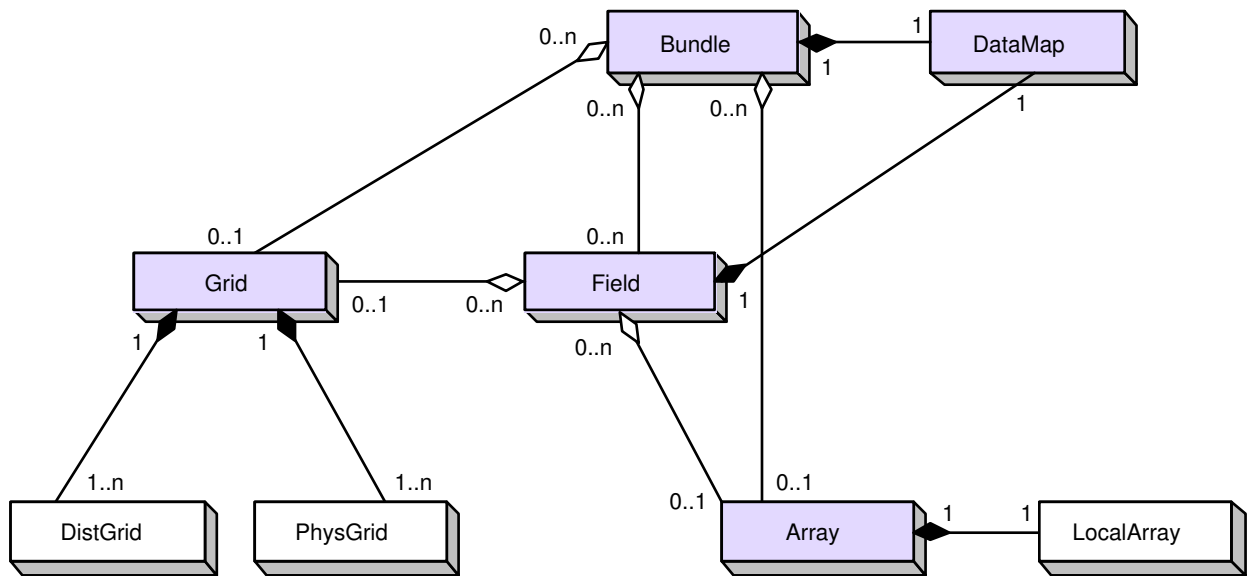 Bundle
DataMap
0..n
1
1
0..n
0..n
1
0..1
0..n
Grid
Field
0..1
0..n
1
1
1
0..n
1..n
1..n
0..1
0..1
DistGrid
PhysGrid
Array
1
1
LocalArray